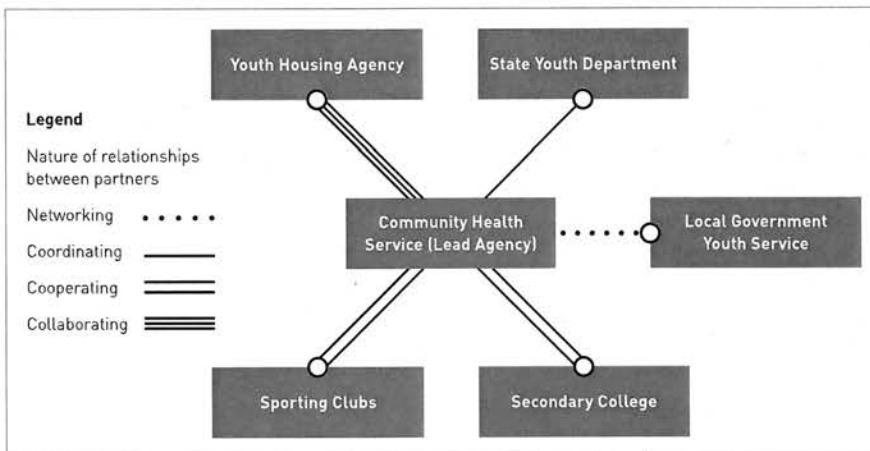 Youth Housing Agency
State Youth Department
Legend
Nature of relationships
between partners
Networking
Coordinating
Cooperating
Collaborating
Community Health
Service (Lead Agency)
Local Government
Youth Service
Sporting Clubs
Secondary College